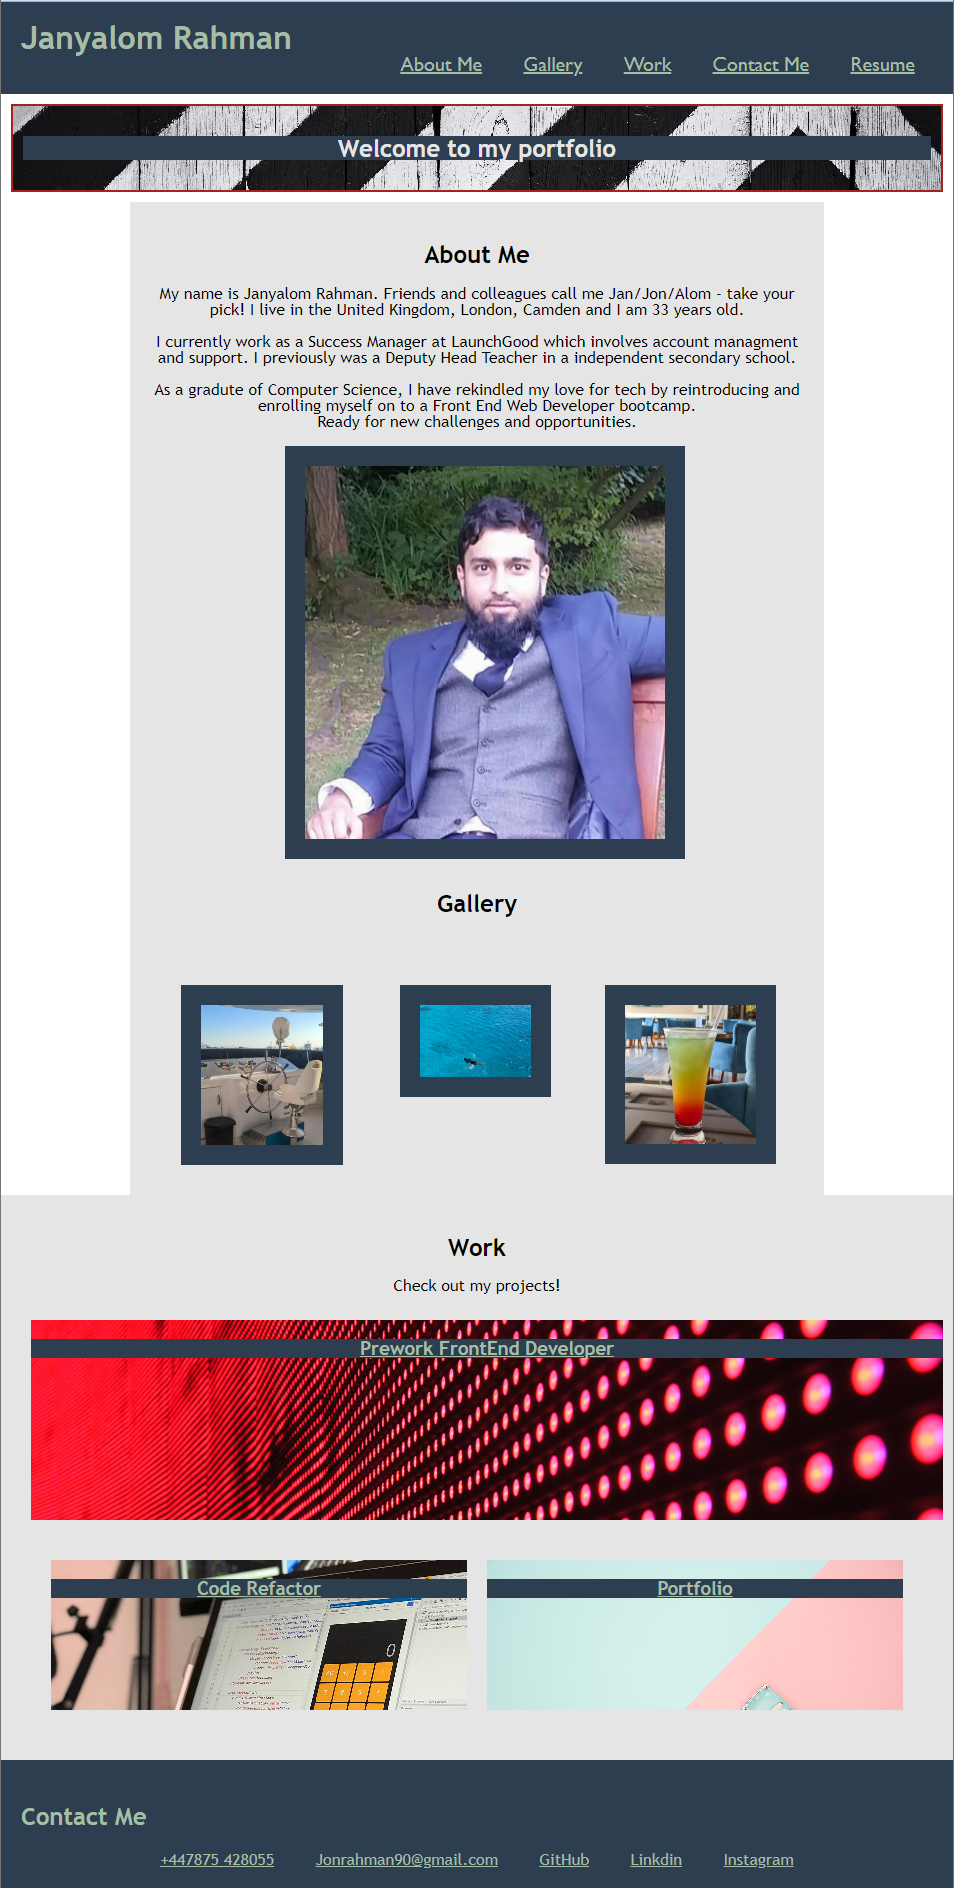 Janyalom Rahman
About Me Gallery Work Contact Me Resume
Welcome to my portfolio
About Me
My name is Janyalom Rahman. Friends and colleagues call me Jan/Jon/Alom - take your
pick! I live in the United Kingdom, London, Camden and I am 33 years old.
I currently work as a Success Manager at LaunchGood which involves account managment
and support. I previously was a Deputy Head Teacher in a independent secondary school.
As a gradute of Computer Science, I have rekindled my love for tech by reintroducing and
enrolling myself on to a Front End Web Developer bootcamp.
Ready for new challenges and opportunities.
Gallery
Work
Check out my projects!
Prework FrontEnd Developer
Code Refactor
Portfolio
0
Contact Me
+447875 428055 Jonrahman90@gmail.com GitHub Linkdin Instagram